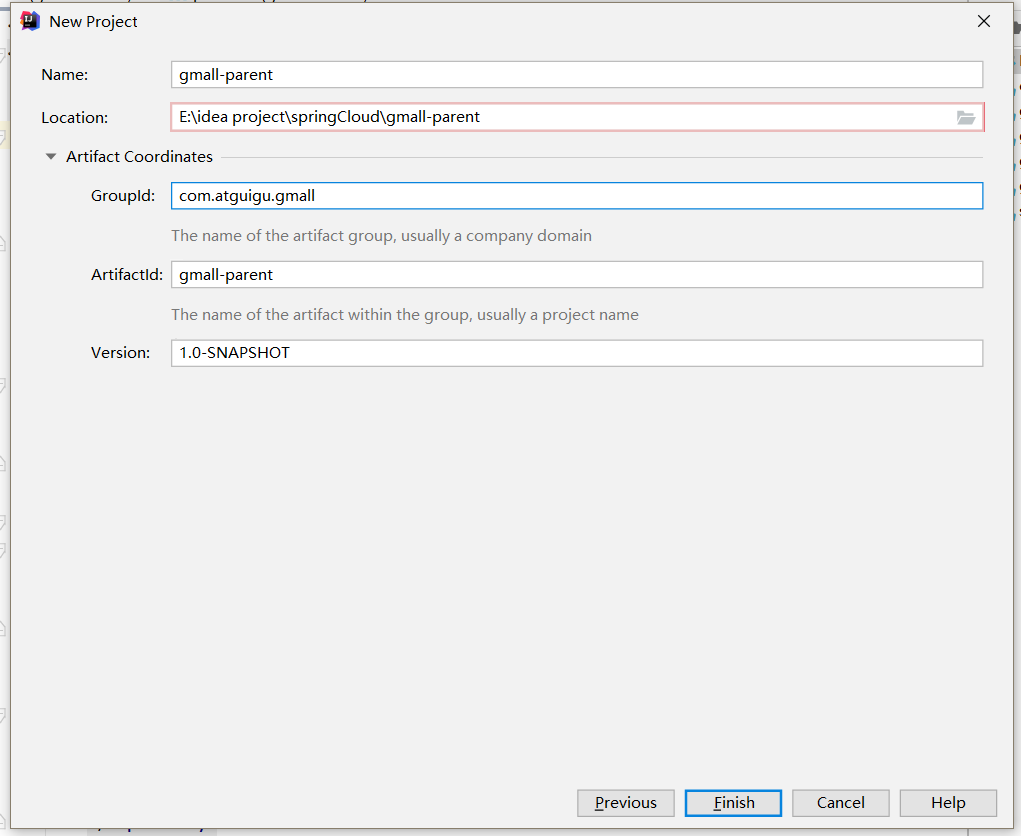 New Project
Name: gmall-parent
Location: E:\idea project\springCloud\gmall-parent
Artifact Coordinates
GroupId: com.atguigu.gmall
The name of the artifact group, usually a company domain
ArtifactId: gmall-parent
The name of the artifact within the group, usually a project name
Version: 1.0-SNAPSHOT
Previous Finish Cancel Help